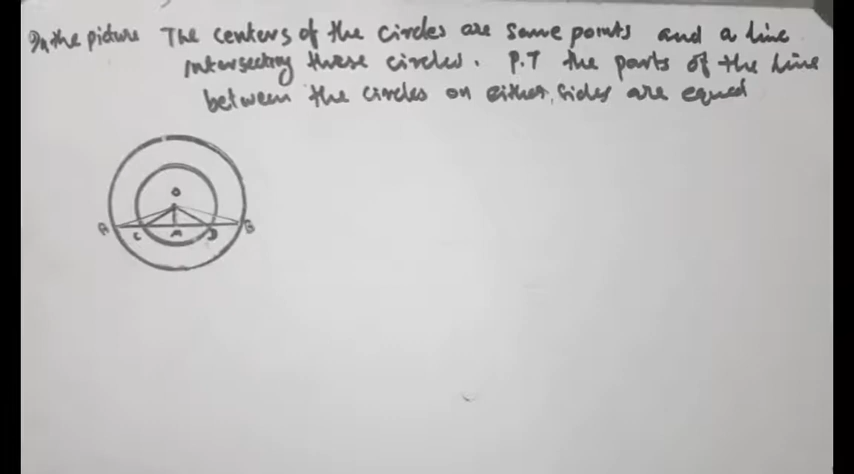 In the picture The centers of the circles are same points and a line
intersecting these circles. P.T the parts of the line
between the circles on either sides are equal
O
A C M D B